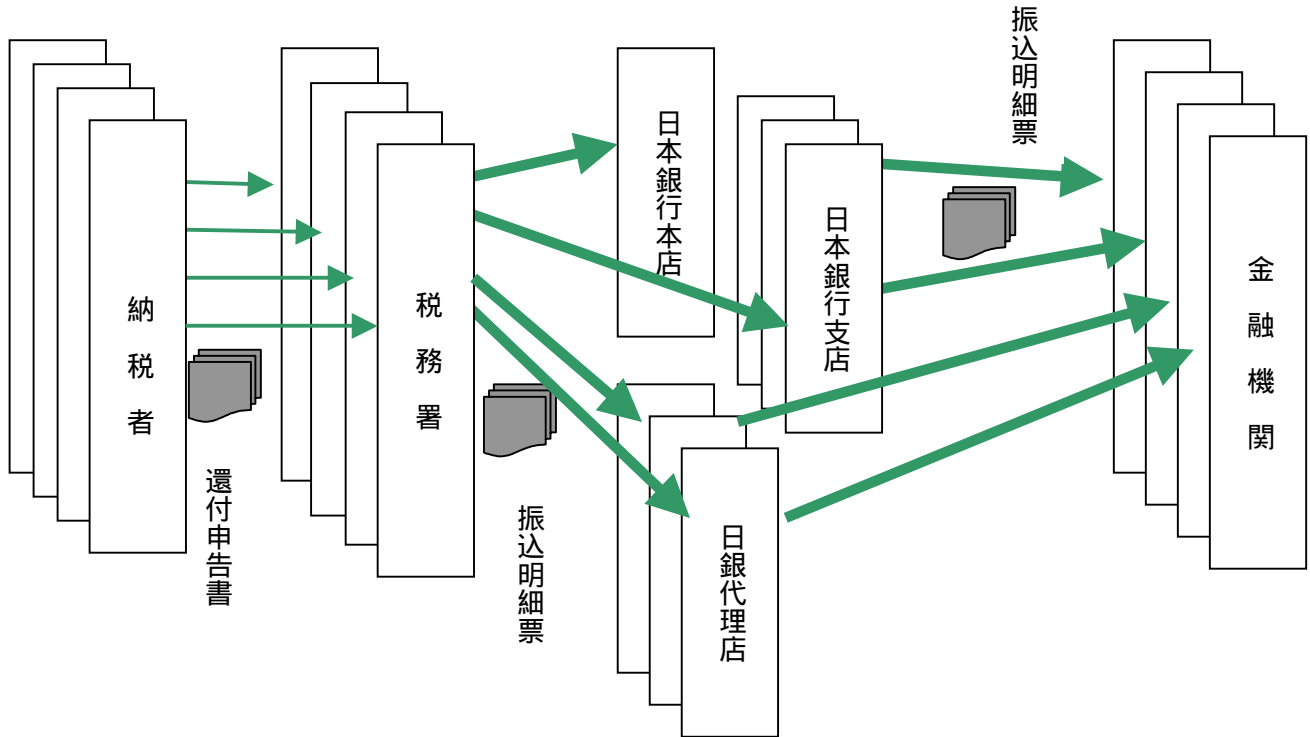 納税者
還付申告書
税務署
振込明細票
日本銀行本店
日本銀行支店
日銀代理店
振込明細票
金融機関